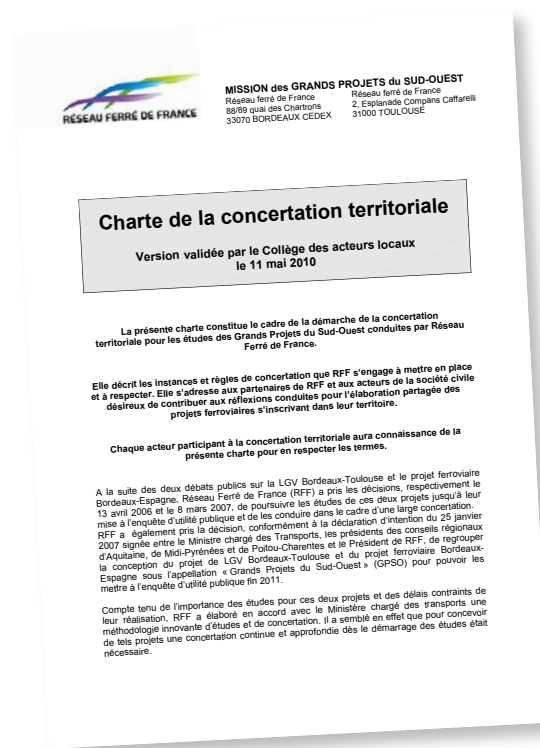 RÉSEAU FERRÉ DE FRANCE
MISSION des GRANDS PROJETS du SUD-OUEST
Réseau ferré de France
88/89 quai des Chartrons
33070 BORDEAUX CEDEX
Réseau ferré de France
2, Esplanade Compans Caffarelli
31000 TOULOUSE
Charte de la concertation territoriale
Version validée par le Collège des acteurs locaux
le 11 mai 2010
La présente charte constitue le cadre de la démarche de la concertation
territoriale pour les études des Grands Projets du Sud-Ouest conduites par Réseau
Ferré de France.
Elle décrit les instances et règles de concertation que RFF s'engage à mettre en place
et à respecter. Elle s'adresse aux partenaires de RFF et aux acteurs de la société civile
désireux de contribuer aux réflexions conduites pour l'élaboration partagée des
projets ferroviaires s'inscrivant dans leur territoire.
Chaque acteur participant à la concertation territoriale aura connaissance de la
présente charte pour en respecter les termes.
A la suite des deux débats publics sur la LGV Bordeaux-Toulouse et le projet ferroviaire
Bordeaux-Espagne, Réseau Ferré de France (RFF) a pris les décisions, respectivement le
13 avril 2006 et le 8 mars 2007, de poursuivre les études de ces deux projets jusqu'à leur
mise à l'enquête d'utilité publique et de les conduire dans le cadre d'une large concertation.
RFF a également pris la décision, conformément à la déclaration d'intention du 25 janvier
2007 signée entre le Ministre chargé des Transports, les présidents des conseils régionaux
d'Aquitaine, de Midi-Pyrénées et de Poitou-Charentes et le Président de RFF, de regrouper
la conception du projet de LGV Bordeaux-Toulouse et du projet ferroviaire Bordeaux-
Espagne sous l'appellation « Grands Projets du Sud-Ouest » (GPSO) pour pouvoir les
mettre à l'enquête d'utilité publique fin 2011.
Compte tenu de l'importance des études pour ces deux projets et des délais contraints de
leur réalisation, RFF a élaboré en accord avec le Ministère chargé des transports une
méthodologie innovante d'études et de concertation. Il a semblé en effet que pour concevoir
de tels projets une concertation continue et approfondie dès le démarrage des études était
nécessaire.